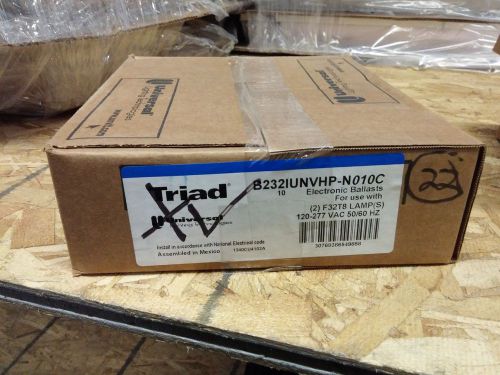 Universal
Triad
B232IUNVHP-N010C
10 Electronic Ballasts
For use with
(2) F32T8 LAMP(S)
120-277 VAC 50/60 HZ
Universal
Install in accordance with National Electrical code
Assembled in Mexico
22